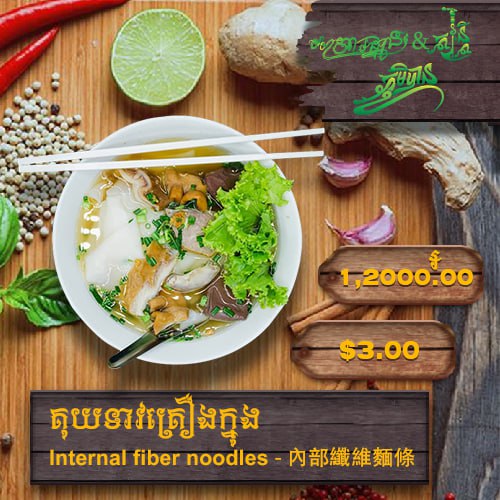 ៛
1,2000.00
$3.00
គុយទាវគ្រឿងក្នុង
Internal fiber noodles - 內部纖維麵條